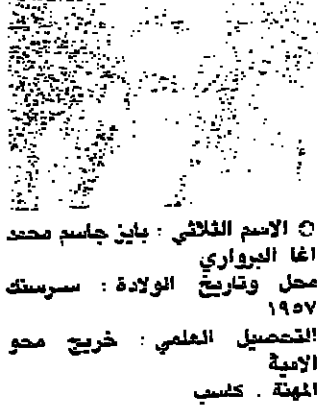 ○ الاسم الثلاثي : بايز جاسم محمد
اغا البرواري
محل وتاريخ الولادة : سرسنك
١٩٥٧
التحصيل العلمي : خريج محو
الامية
المهنة . كاسب